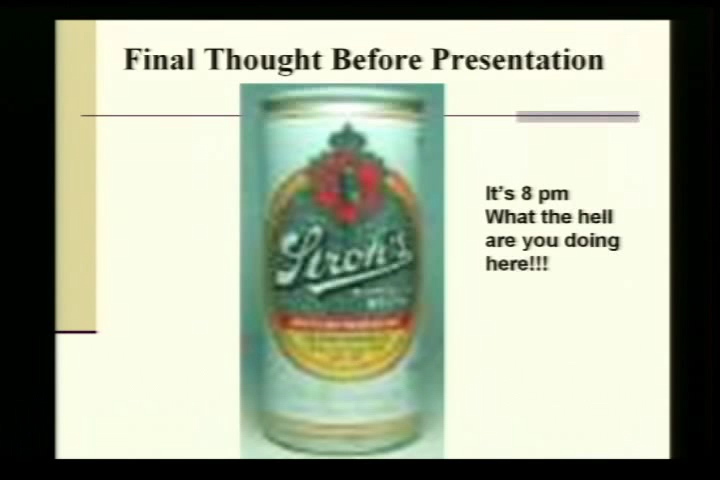 Final Thought Before Presentation
Stroh's
It's 8 pm
What the hell
are you doing
here!!!